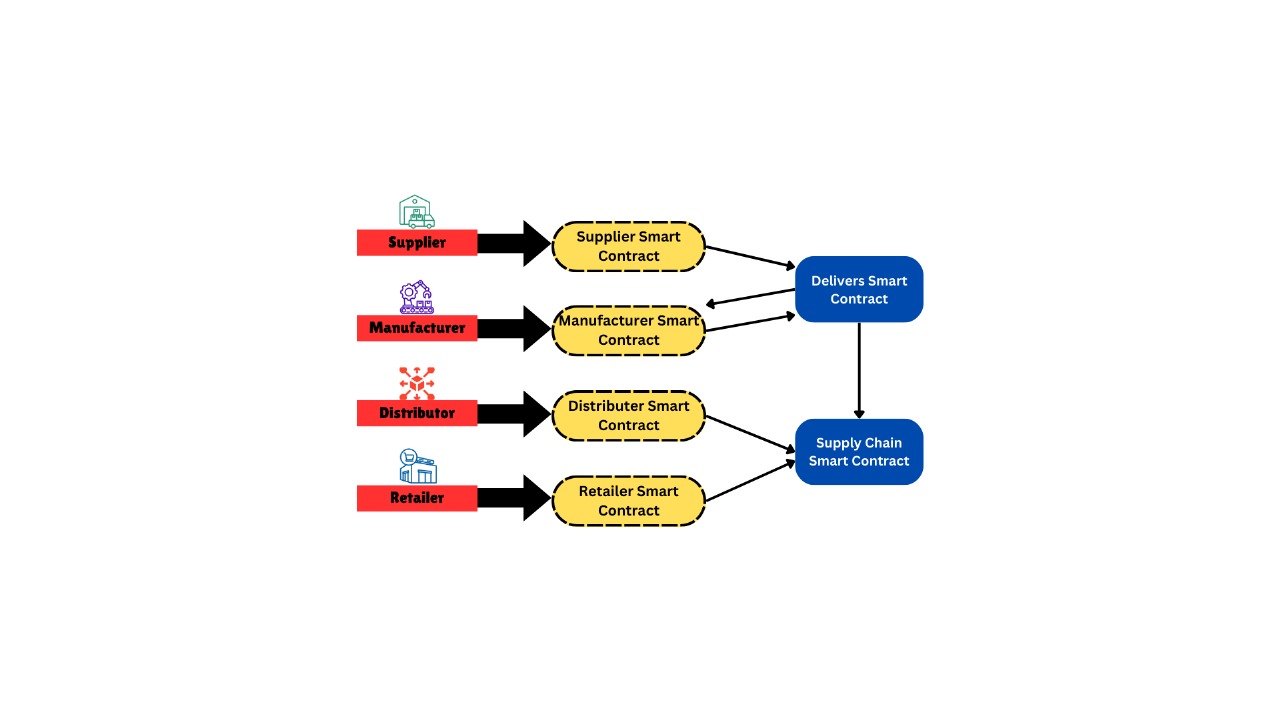 Supplier
Supplier Smart
Contract
Delivers Smart
Contract
Manufacturer
Manufacturer Smart
Contract
Distributor
Distributer Smart
Contract
Supply Chain
Smart Contract
Retailer
Retailer Smart
Contract